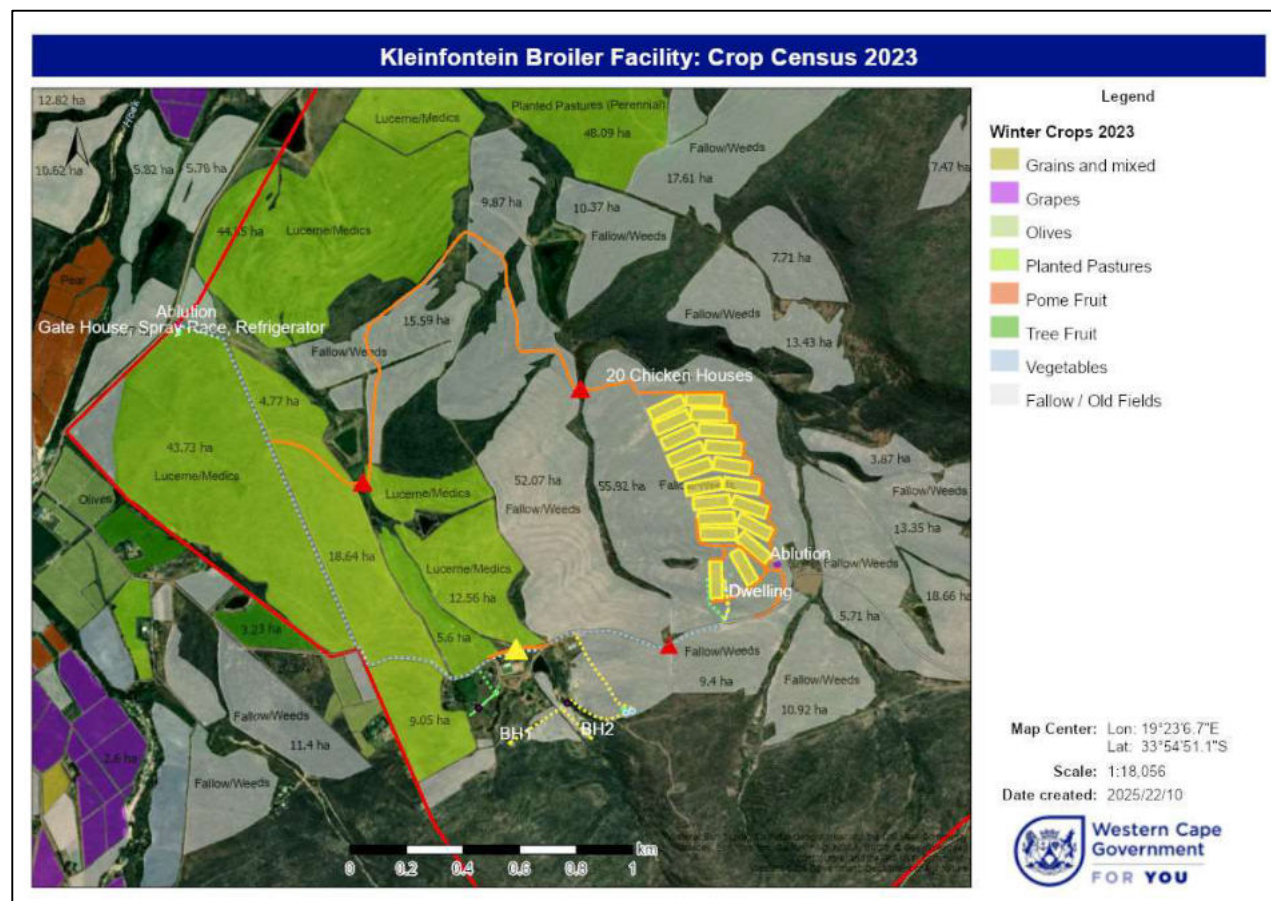 Kleinfontein Broiler Facility: Crop Census 2023
12.82 ha
Hoek
10.62 ha
5.82 ha
5.78 ha
Lucerne/Medics
Planted Pastures (Perennial)
48.09 ha
Fallow/Weeds
17.61 ha
7.47 ha
9.87 ha
10.37 ha
Fallow/Weeds
Lucerne/Medics
7.71 ha
Pear
Ablution
Gate House, Spray Race, Refrigerator
15.59 ha
Fallow/Weeds
Fallow/Weeds
13.43 ha
20 Chicken Houses
4.77 ha
43.73 ha
Lucerne/Medics
Olives
Lucerne/Medics
52.07 ha
Fallow/Weeds
55.92 ha
3.87 ha
Fallow/Weeds
13.35 ha
18.64 ha
Lucerne/Medics
12.56 ha
Ablution
Dwelling
Fallow/Weeds
5.71 ha
18.66 ha
3.23 ha
5.6 ha
Fallow/Weeds
9.4 ha
Fallow/Weeds
10.92 ha
9.05 ha
BH1
BH2
Fallow/Weeds
11.4 ha
Fallow/Weeds
2.6 ha
km
0 0.2 0.4 0.6 0.8 1
Legend
Winter Crops 2023
Grains and mixed
Grapes
Olives
Planted Pastures
Pome Fruit
Tree Fruit
Vegetables
Fallow / Old Fields
Map Center: Lon: 19°23'6.7"E
Lat: 33°54'51.1"S
Scale: 1:18,056
Date created: 2025/22/10
Western Cape
Government
FOR YOU